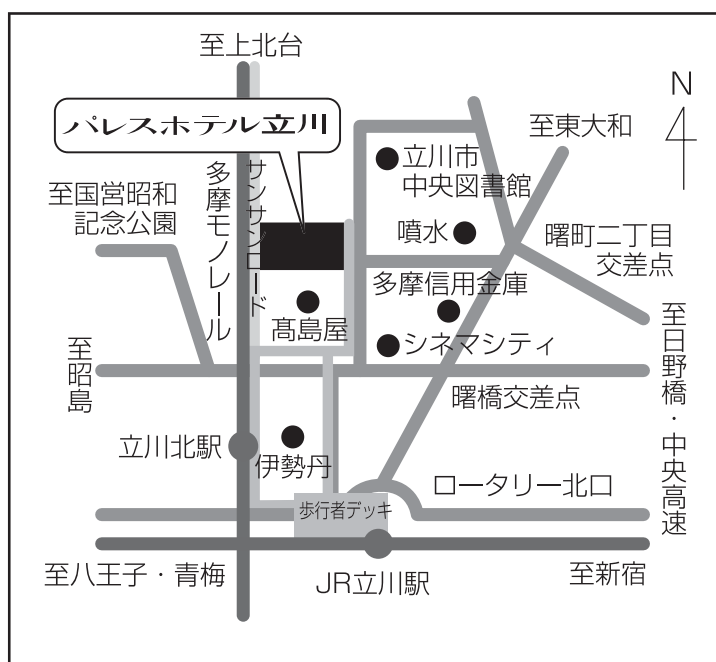 至上北台
N
パレスホテル立川
至東大和
立川市
中央図書館
至国営昭和
記念公園
多摩モノレール
サンサンロード
噴水
曙町二丁目
交差点
多摩信用金庫
髙島屋
シネマシティ
至昭島
至日野橋・中央高速
曙橋交差点
立川北駅
伊勢丹
ロータリー北口
歩行者デッキ
至八王子・青梅
JR立川駅
至新宿